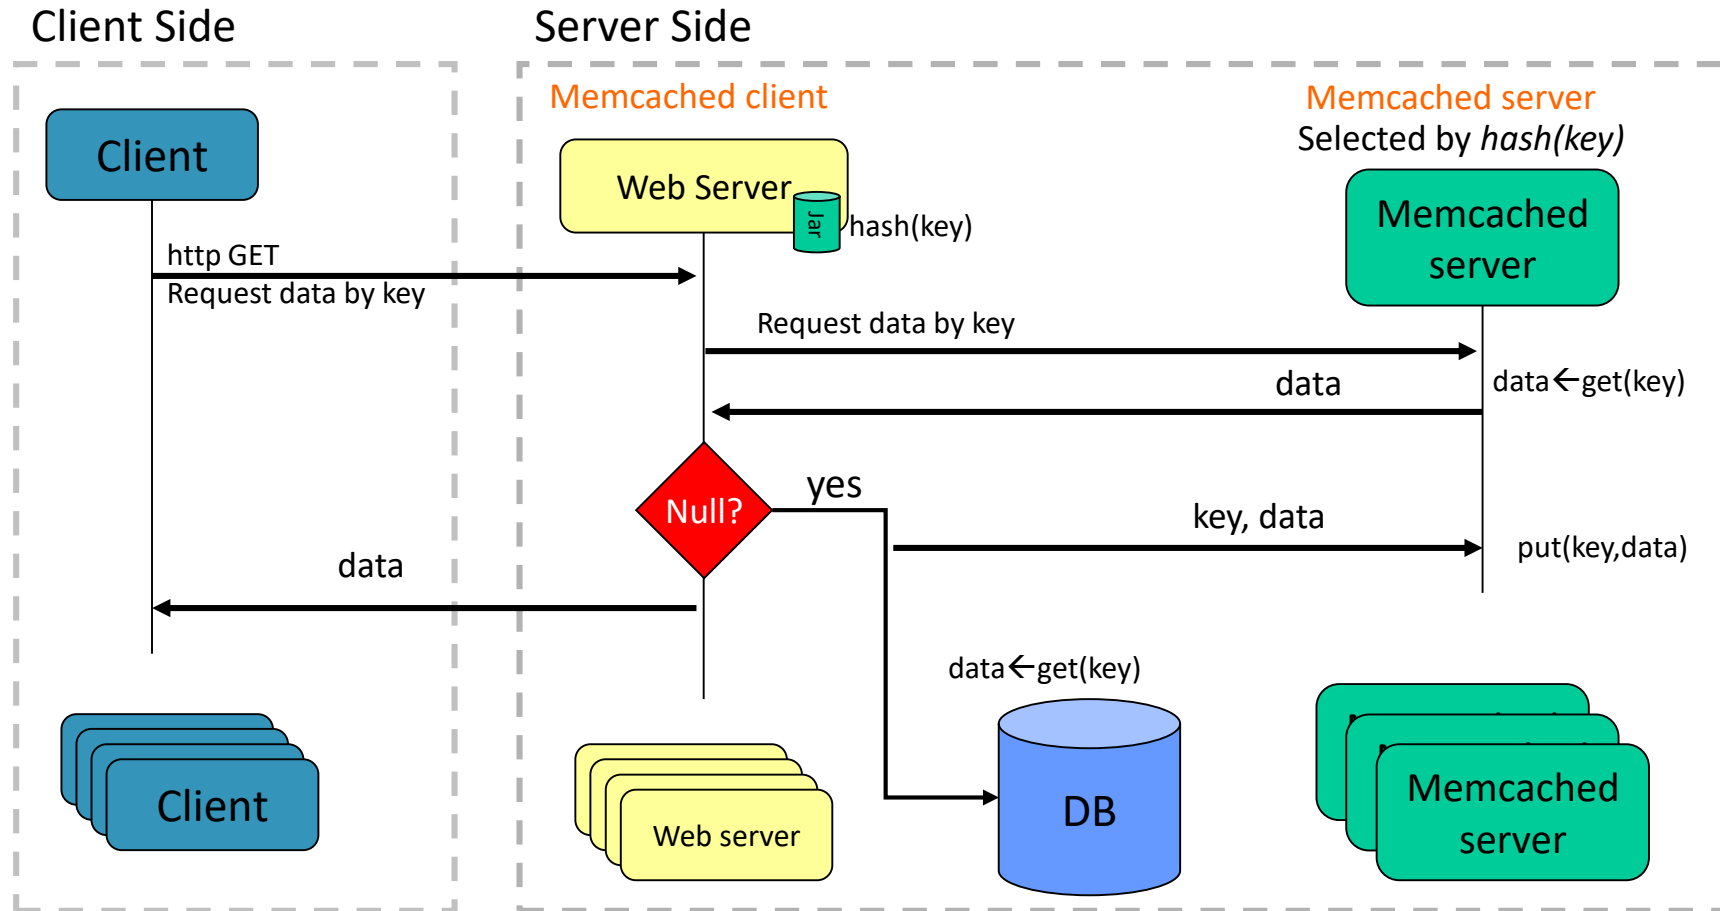 Client Side
Server Side
Memcached client
Memcached server
Selected by hash(key)
Client
Web Server
Jar
hash(key)
Memcached
server
http GET
Request data by key
Request data by key
data
data←get(key)
Null?
yes
key, data
put(key,data)
data
data←get(key)
Client
Web server
DB
Memcached
server